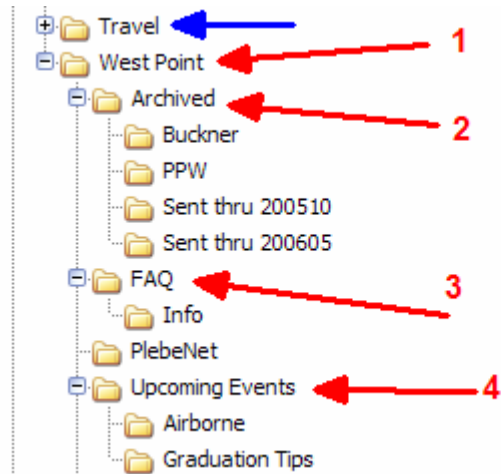 Travel
West Point 1
Archived
Buckner 2
PPW
Sent thru 200510
Sent thru 200605
FAQ
Info 3
PlebeNet
Upcoming Events 4
Airborne
Graduation Tips